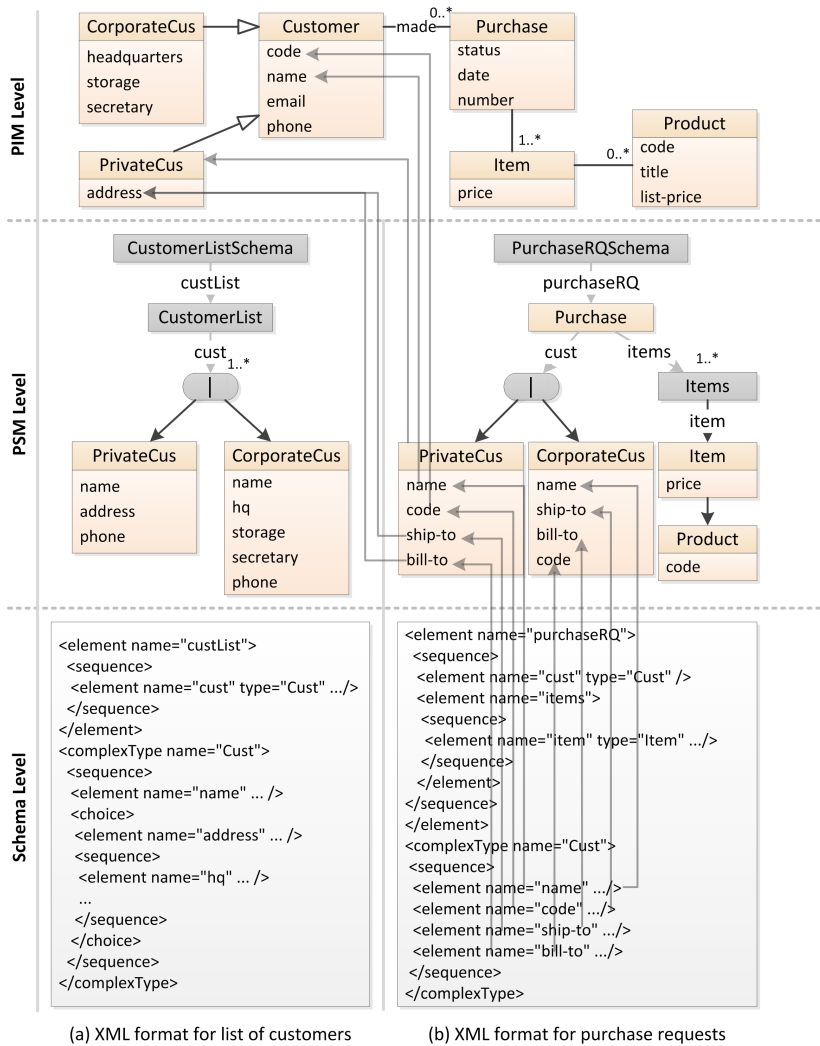 PIM Level
CorporateCus
headquarters
storage
secretary
Customer
code
name
email
phone
made
0..*
Purchase
status
date
number
1..*
PrivateCus
address
Item
price
0..*
Product
code
title
list-price
PSM Level
CustomerListSchema
custList
CustomerList
cust
1..*
|
PrivateCus
name
address
phone
CorporateCus
name
hq
storage
secretary
phone
PurchaseRQSchema
purchaseRQ
Purchase
cust
items
1..*
|
Items
item
PrivateCus
name
code
ship-to
bill-to
CorporateCus
name
ship-to
bill-to
code
Item
price
Product
code
Schema Level
<element name="custList">
<sequence>
<element name="cust" type="Cust" .../>
</sequence>
</element>
<complexType name="Cust">
<sequence>
<element name="name" ... />
<choice>
<element name="address" ... />
<sequence>
<element name="hq" ... />
...
</sequence>
</choice>
</sequence>
</complexType>
<element name="purchaseRQ">
<sequence>
<element name="cust" type="Cust" />
<element name="items">
<sequence>
<element name="item" type="Item" .../>
</sequence>
</element>
</sequence>
</element>
<complexType name="Cust">
<sequence>
<element name="name" .../>
<element name="code" .../>
<element name="ship-to" .../>
<element name="bill-to" .../>
</sequence>
</complexType>
(a) XML format for list of customers
(b) XML format for purchase requests